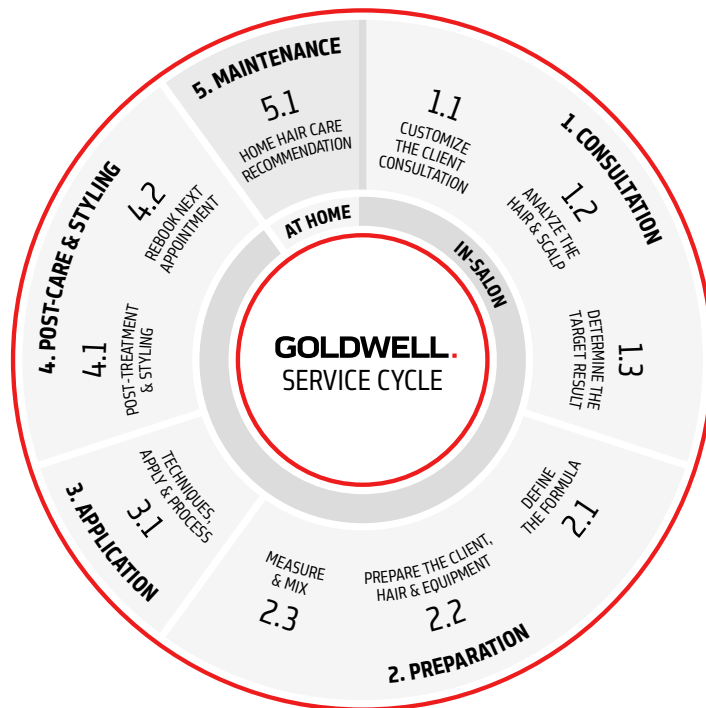 GOLDWELL.
SERVICE CYCLE
IN-SALON
AT HOME
1. CONSULTATION
1.1
CUSTOMIZE
THE CLIENT
CONSULTATION
1.2
ANALYZE THE
HAIR & SCALP
1.3
DETERMINE THE
TARGET RESULT
2. PREPARATION
2.1
DEFINE
THE FORMULA
2.2
PREPARE THE CLIENT,
HAIR & EQUIPMENT
2.3
MEASURE
& MIX
3. APPLICATION
3.1
TECHNIQUES,
APPLY & PROCESS
4. POST-CARE & STYLING
4.1
POST-TREATMENT
& STYLING
4.2
REBOOK NEXT
APPOINTMENT
5. MAINTENANCE
5.1
HOME HAIR CARE
RECOMMENDATION